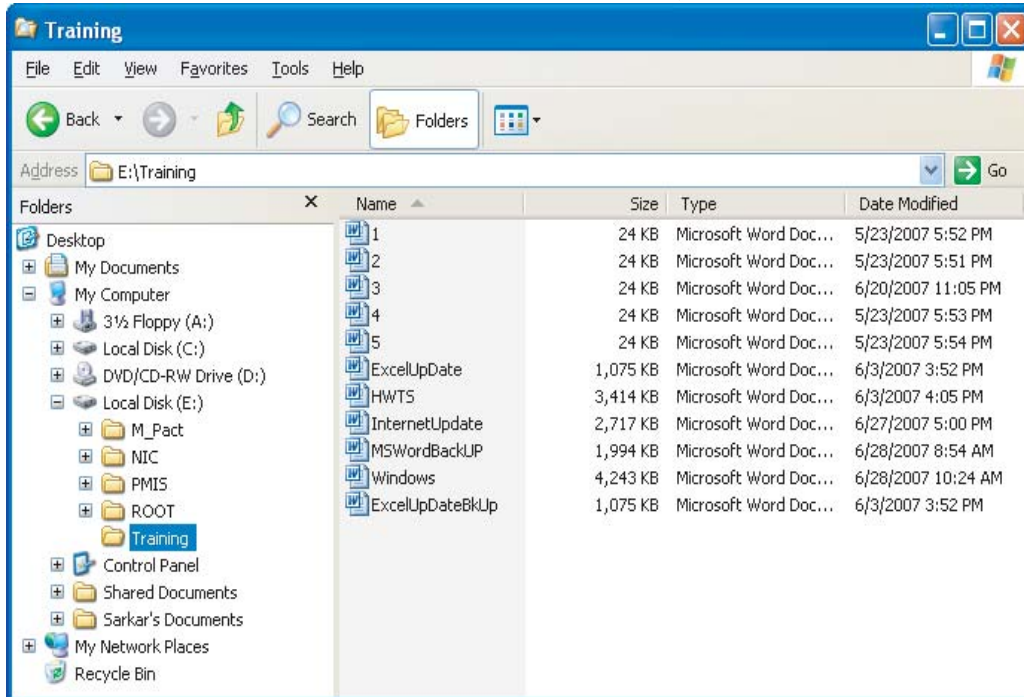 Training
File Edit View Favorites Tools Help
Back Search Folders
Address E:\Training Go
Folders X Name Size Type Date Modified
Desktop
My Documents
My Computer
3½ Floppy (A:)
Local Disk (C:)
DVD/CD-RW Drive (D:)
Local Disk (E:)
M_Pact
NIC
PMIS
ROOT
Training
Control Panel
Shared Documents
Sarkar's Documents
My Network Places
Recycle Bin
1 24 KB Microsoft Word Doc... 5/23/2007 5:52 PM
2 24 KB Microsoft Word Doc... 5/23/2007 5:51 PM
3 24 KB Microsoft Word Doc... 6/20/2007 11:05 PM
4 24 KB Microsoft Word Doc... 5/23/2007 5:53 PM
5 24 KB Microsoft Word Doc... 5/23/2007 5:54 PM
ExcelUpDate 1,075 KB Microsoft Word Doc... 6/3/2007 3:52 PM
HWTS 3,414 KB Microsoft Word Doc... 6/3/2007 4:05 PM
InternetUpdate 2,717 KB Microsoft Word Doc... 6/27/2007 5:00 PM
MSWordBackUP 1,994 KB Microsoft Word Doc... 6/28/2007 8:54 AM
Windows 4,243 KB Microsoft Word Doc... 6/28/2007 10:24 AM
ExcelUpDateBkUp 1,075 KB Microsoft Word Doc... 6/3/2007 3:52 PM